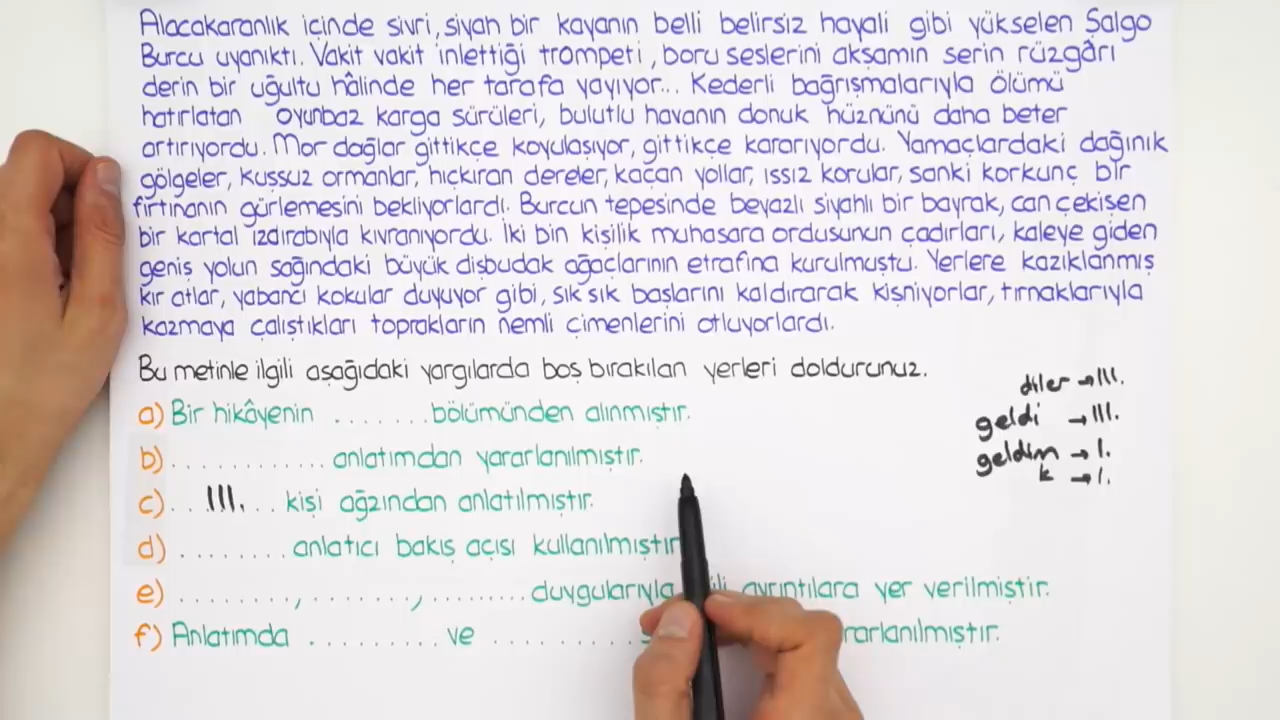 Alacakaranlık içinde sivri, siyah bir kayanın belli belirsiz hayali gibi yükselen Şalgo
Burcu uyanıktı. Vakit vakit inlettiği trompeti, boru seslerini akşamın serin rüzgârı
derin bir uğultu hâlinde her tarafa yayıyor... Kederli bağrışmalarıyla ölümü
hatırlatan oyunbaz karga sürüleri, bulutlu havanın donuk hüznünü daha beter
artırıyordu. Mor dağlar gittikçe koyulaşıyor, gittikçe kararıyordu. Yamaçlardaki dağınık
gölgeler, kuşsuz ormanlar, hıçkıran dereler, kaçan yollar, ıssız korular, sanki korkunç bir
fırtınanın gürlemesini bekliyorlardı. Burcun tepesinde beyazlı siyahlı bir bayrak, can çekişen
bir kartal ızdırabıyla kıvranıyordu. İki bin kişilik muhasara ordusunun çadırları, kaleye giden
geniş yolun sağındaki büyük dişbudak ağaçlarının etrafına kurulmuştu. Yerlere kazıklanmış
kır atlar, yabancı kokular duyuyor gibi, sık sık başlarını kaldırarak kişniyorlar, tırnaklarıyla
kazmaya çalıştıkları toprakların nemli çimenlerini otluyorlardı.
Bu metinle ilgili aşağıdaki yargılarda boş bırakılan yerleri doldurunuz.
diler → III.
a) Bir hikâyenin ........ bölümünden alınmıştır.
geldi → III.
b) ............. anlatımdan yararlanılmıştır.
geldim → I.
k → I.
c) .. III. .. kişi ağzından anlatılmıştır.
d) ........ anlatıcı bakış açısı kullanılmıştır
e) ........, ........, ......... duygularıyla ayrıntılara yer verilmiştir.
f) Anlatımda ......... ve ..........